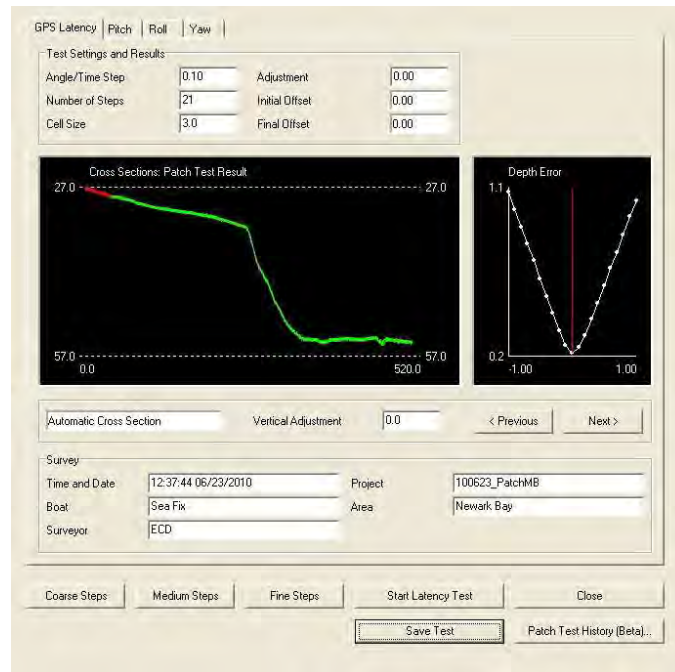 GPS Latency Pitch Roll Yaw
Test Settings and Results
Angle/Time Step 0.10 Adjustment 0.00
Number of Steps 21 Initial Offset 0.00
Cell Size 3.0 Final Offset 0.00
Cross Sections: Patch Test Result
27.0 27.0
57.0 57.0
0.0 520.0
Depth Error
1.1
0.2
-1.00 1.00
Automatic Cross Section Vertical Adjustment 0.0 < Previous Next >
Survey
Time and Date 12:37:44 06/23/2010 Project 100623_PatchMB
Boat Sea Fix Area Newark Bay
Surveyor ECD
Coarse Steps Medium Steps Fine Steps Start Latency Test Close
Save Test Patch Test History (Beta)...